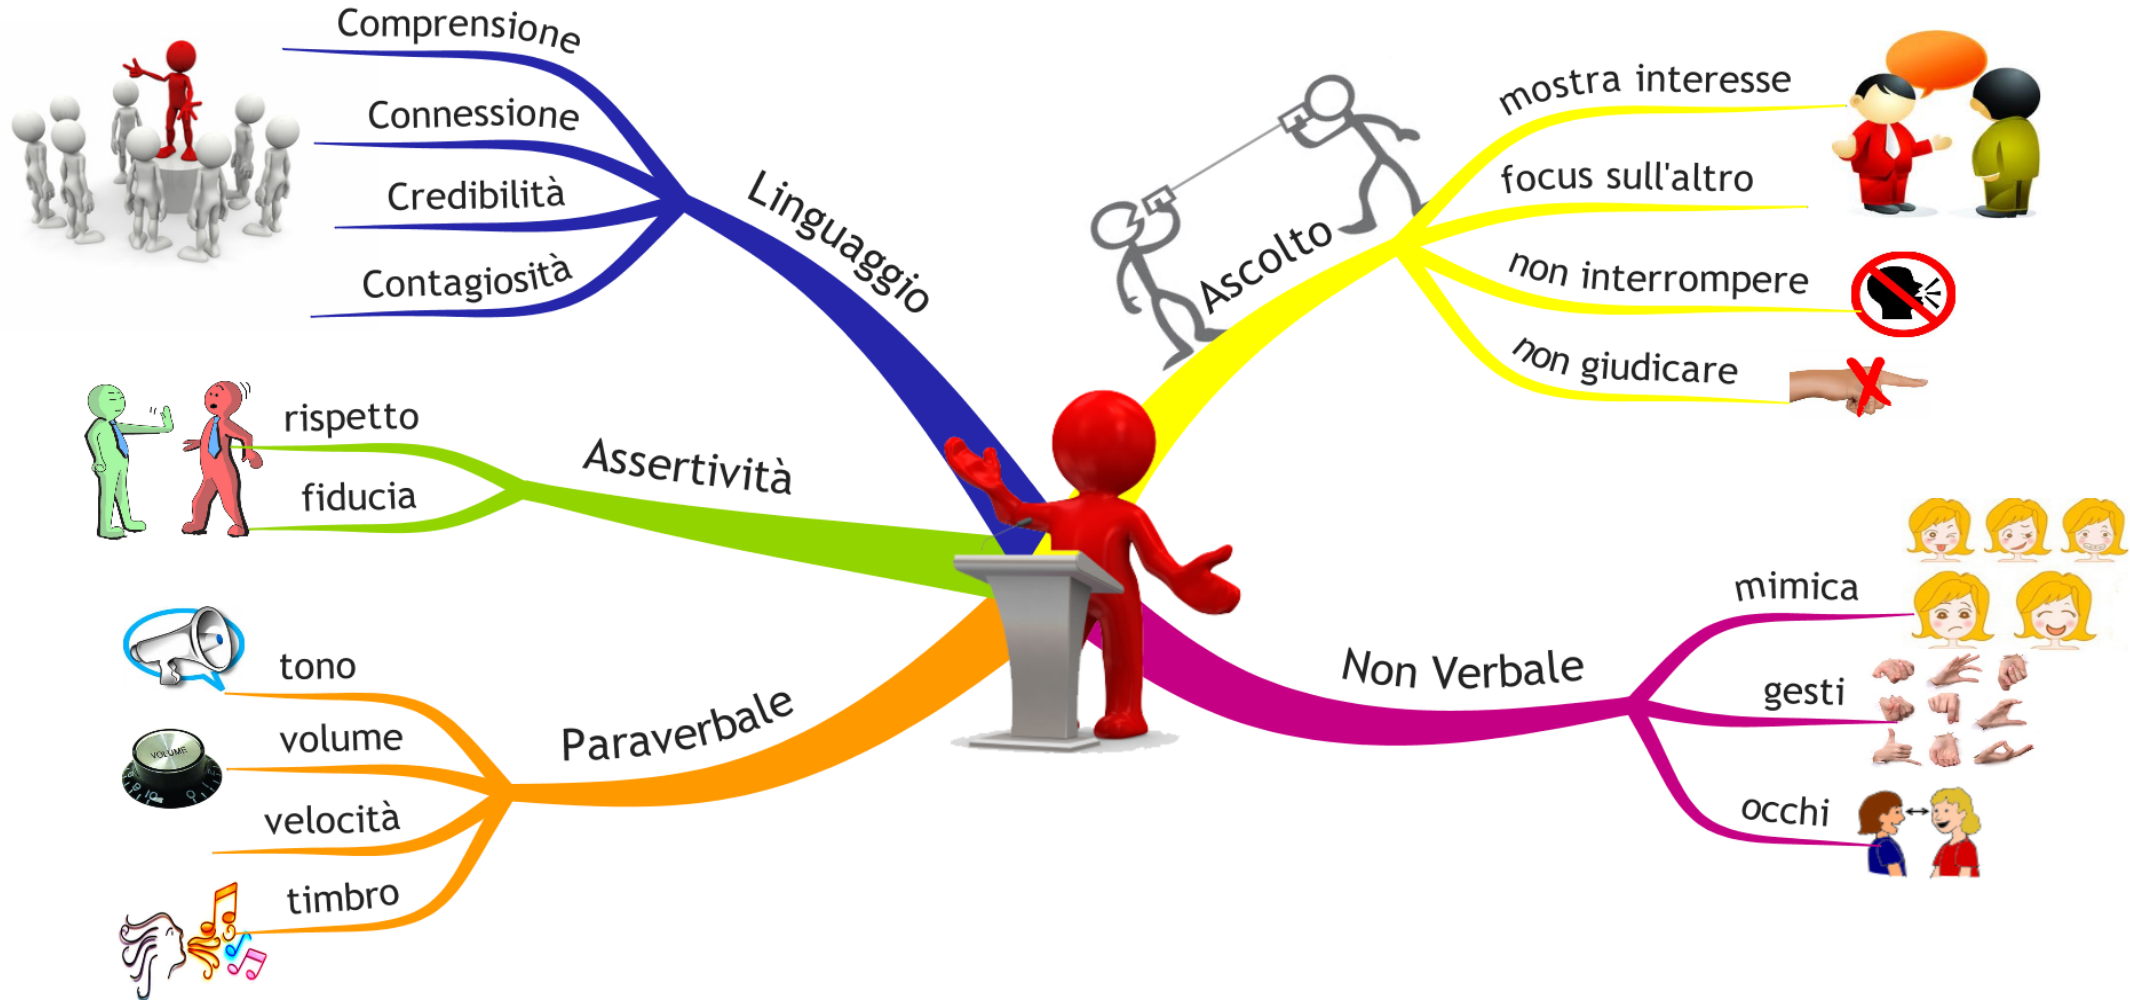 Linguaggio
Comprensione
Connessione
Credibilità
Contagiosità
Ascolto
mostra interesse
focus sull'altro
non interrompere
non giudicare
Assertività
rispetto
fiducia
Paraverbale
tono
volume
VOLUME
velocità
timbro
Non Verbale
mimica
gesti
occhi